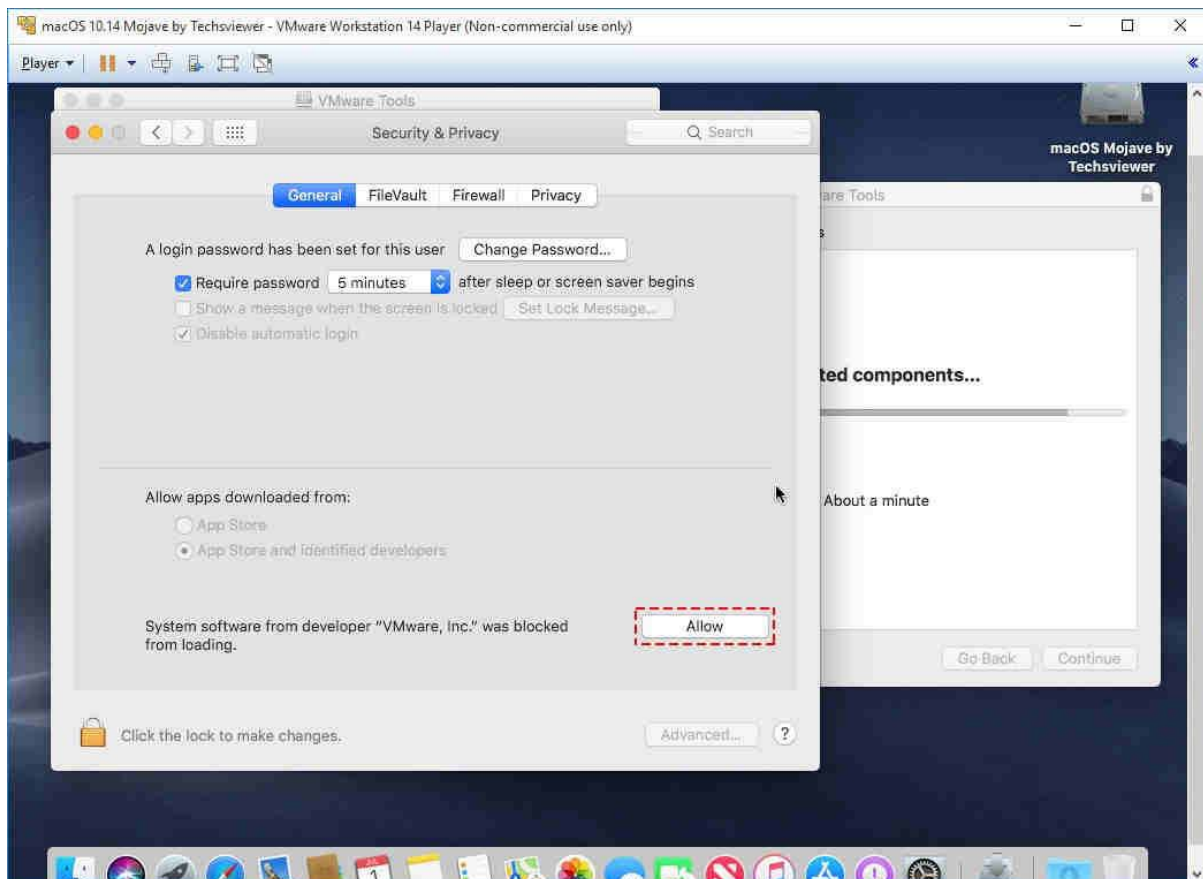 macOS 10.14 Mojave by Techsviewer - VMware Workstation 14 Player (Non-commercial use only)
Player
VMware Tools
Security & Privacy
Search
macOS Mojave by
Techsviewer
General FileVault Firewall Privacy
are Tools
s
A login password has been set for this user Change Password...
Require password 5 minutes after sleep or screen saver begins
Show a message when the screen is locked Set Lock Message...
Disable automatic login
ted components...
Allow apps downloaded from:
About a minute
App Store
App Store and identified developers
System software from developer "VMware, Inc." was blocked
from loading.
Allow
Go Back Continue
Click the lock to make changes.
Advanced... ?
1